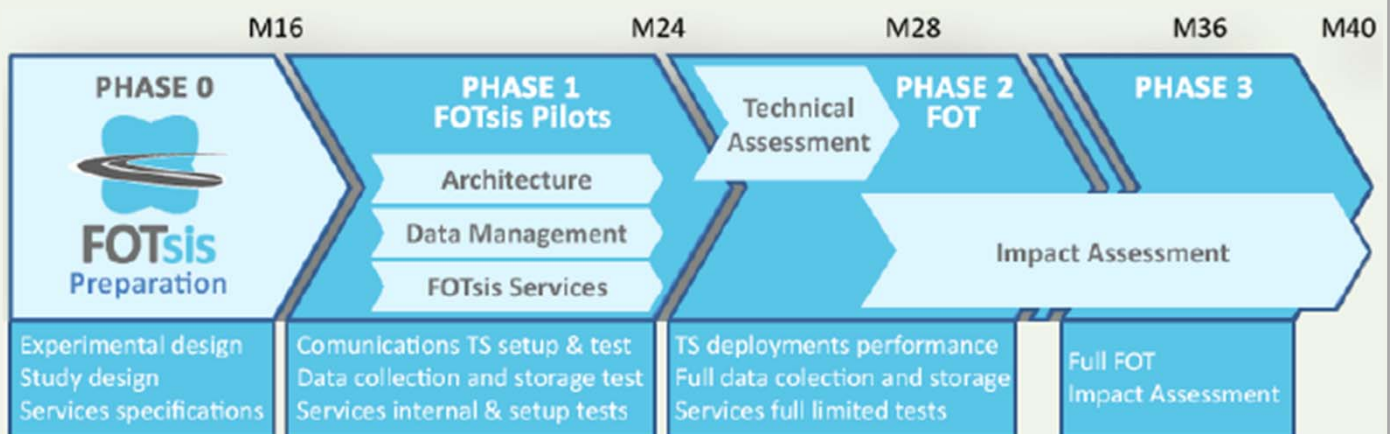 M16
M24
M28
M36
M40
PHASE 0
FOTsis
Preparation
PHASE 1
FOTsis Pilots
Architecture
Data Management
FOTsis Services
Technical
Assessment
PHASE 2
FOT
PHASE 3
Impact Assessment
Experimental design
Study design
Services specifications
Comunications TS setup & test
Data collection and storage test
Services internal & setup tests
TS deployments performance
Full data colection and storage
Services full limited tests
Full FOT
Impact Assessment